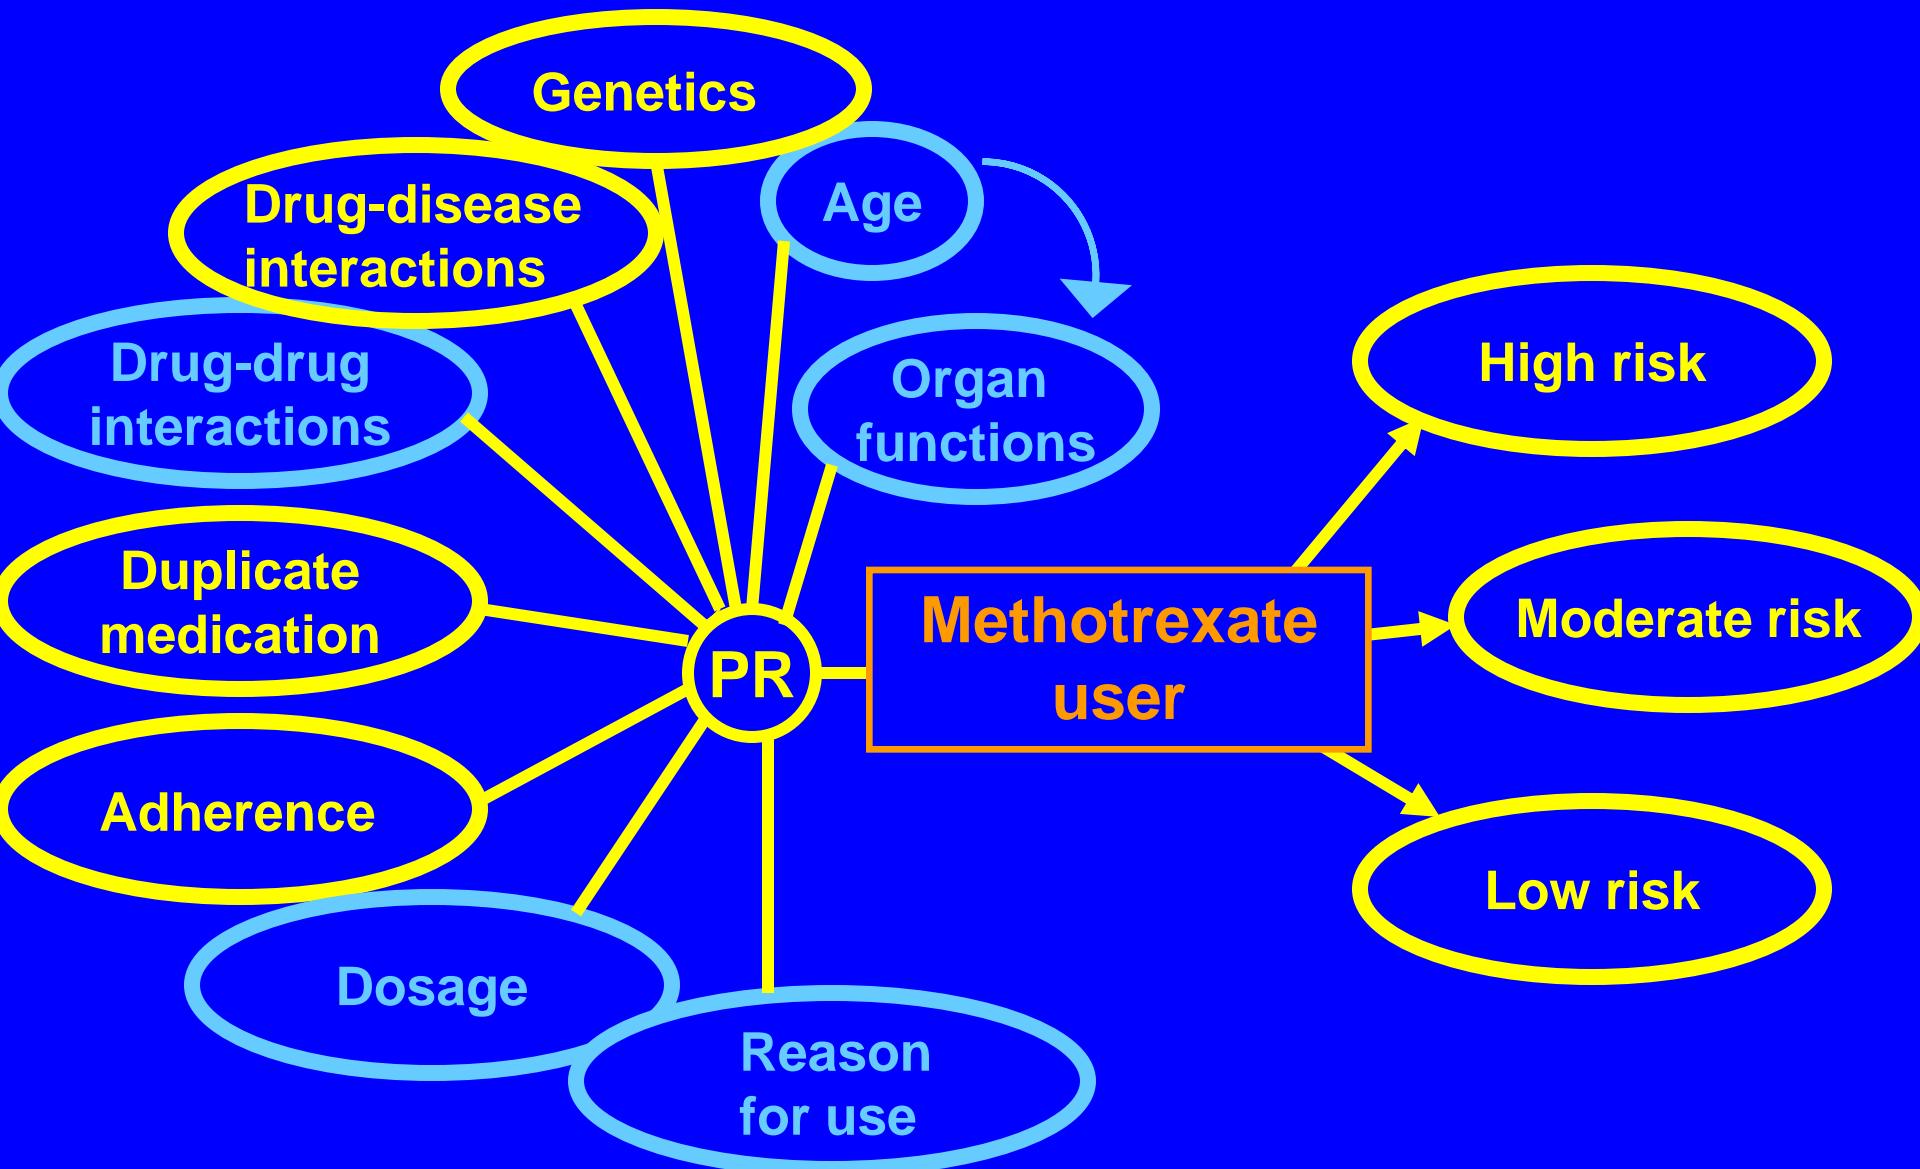 Genetics
Drug-disease
interactions
Age
Drug-drug
interactions
Organ
functions
High risk
Duplicate
medication
Methotrexate
user
Moderate risk
PR
Adherence
Low risk
Dosage
Reason
for use